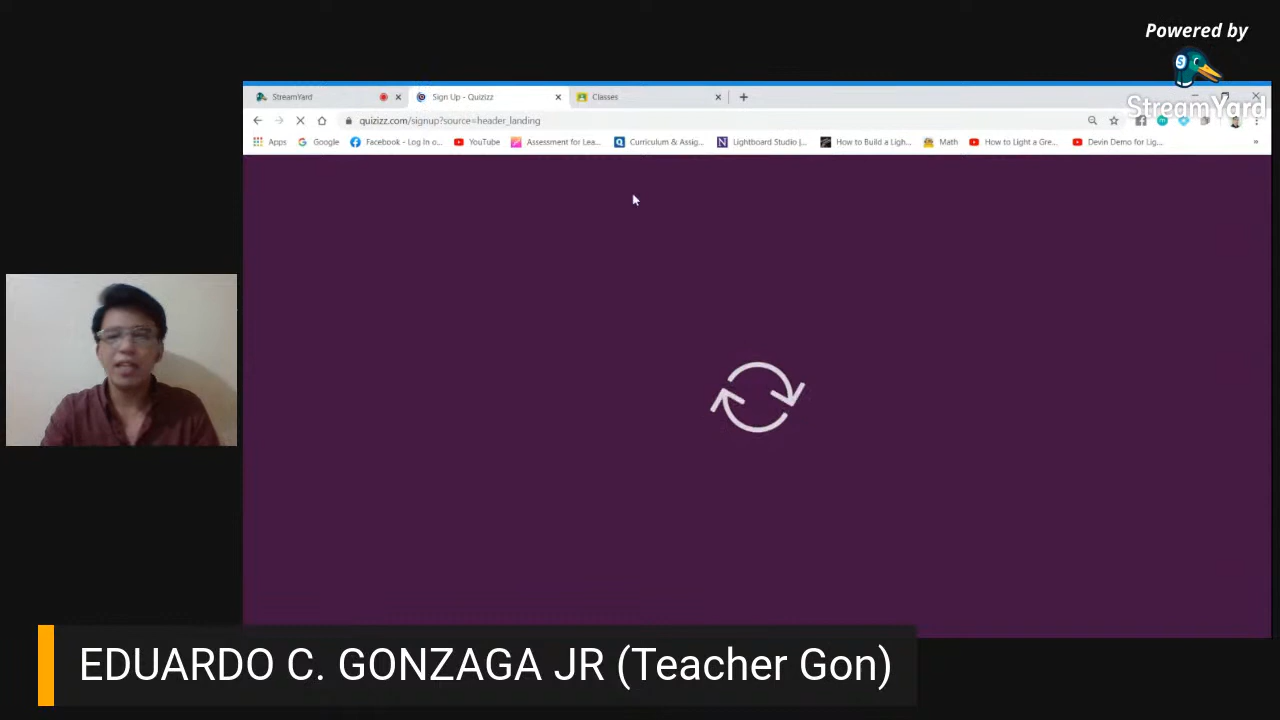 Powered by
StreamYard
StreamYard
Sign Up - Quizizz
Classes
quizizz.com/signup?source=header_landing
Apps
Google
Facebook - Log In o...
YouTube
Assessment for Lea...
Curriculum & Assig...
Lightboard Studio |...
How to Build a Ligh...
Math
How to Light a Gre...
Devin Demo for Lig...
EDUARDO C. GONZAGA JR (Teacher Gon)